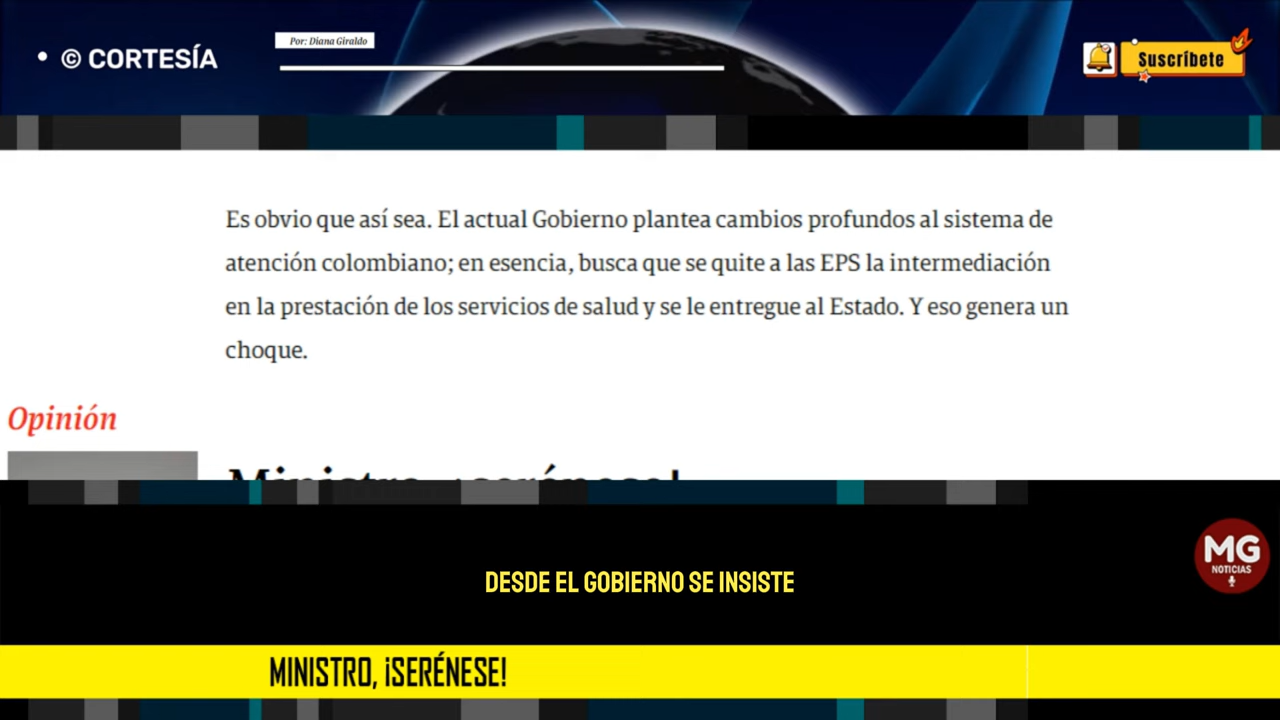 • © CORTESÍA
Por: Diana Giraldo
Suscríbete
Es obvio que así sea. El actual Gobierno plantea cambios profundos al sistema de
atención colombiano; en esencia, busca que se quite a las EPS la intermediación
en la prestación de los servicios de salud y se le entregue al Estado. Y eso genera un
choque.
Opinión
Ministro, ¡serénese!
MG
NOTICIAS
DESDE EL GOBIERNO SE INSISTE
MINISTRO, ¡SERÉNESE!